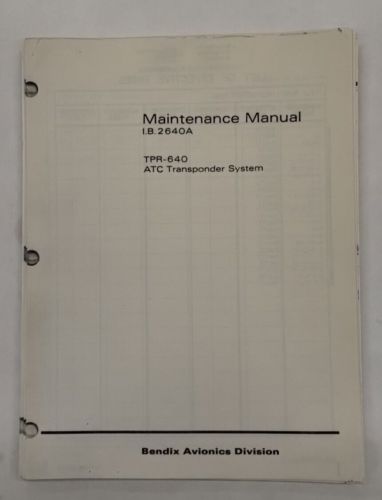 Maintenance Manual
I.B.2640A
TPR-640
ATC Transponder System
Bendix Avionics Division